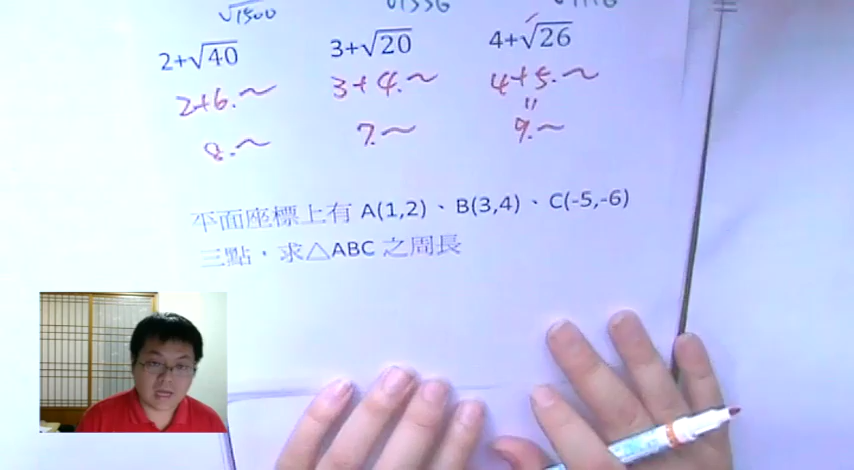 √1500
2+√40 3+√20 4+√26
2+6.~ 3+4.~ 4+5.~
8.~ 7.~ 9.~
平面座標上有 A(1,2)、B(3,4)、C(-5,-6)
三點,求△ABC 之周長